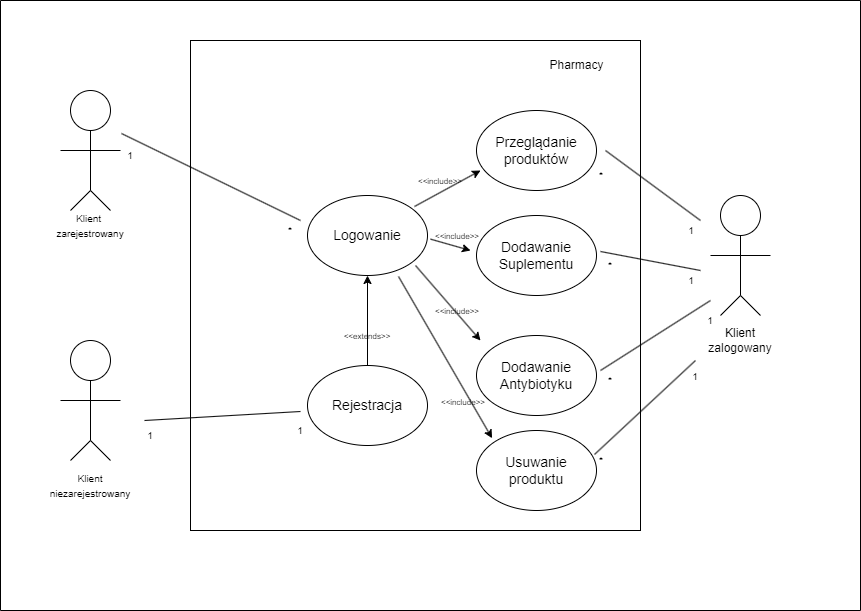 Pharmacy
Klient
zarejestrowany
1
*
Logowanie
<<include>>
<<include>>
<<include>>
<<include>>
<<extends>>
Rejestracja
Klient
niezarejestrowany
1
1
Przeglądanie
produktów
*
1
Dodawanie
Suplementu
*
1
Dodawanie
Antybiotyku
*
1
Usuwanie
produktu
*
1
Klient
zalogowany